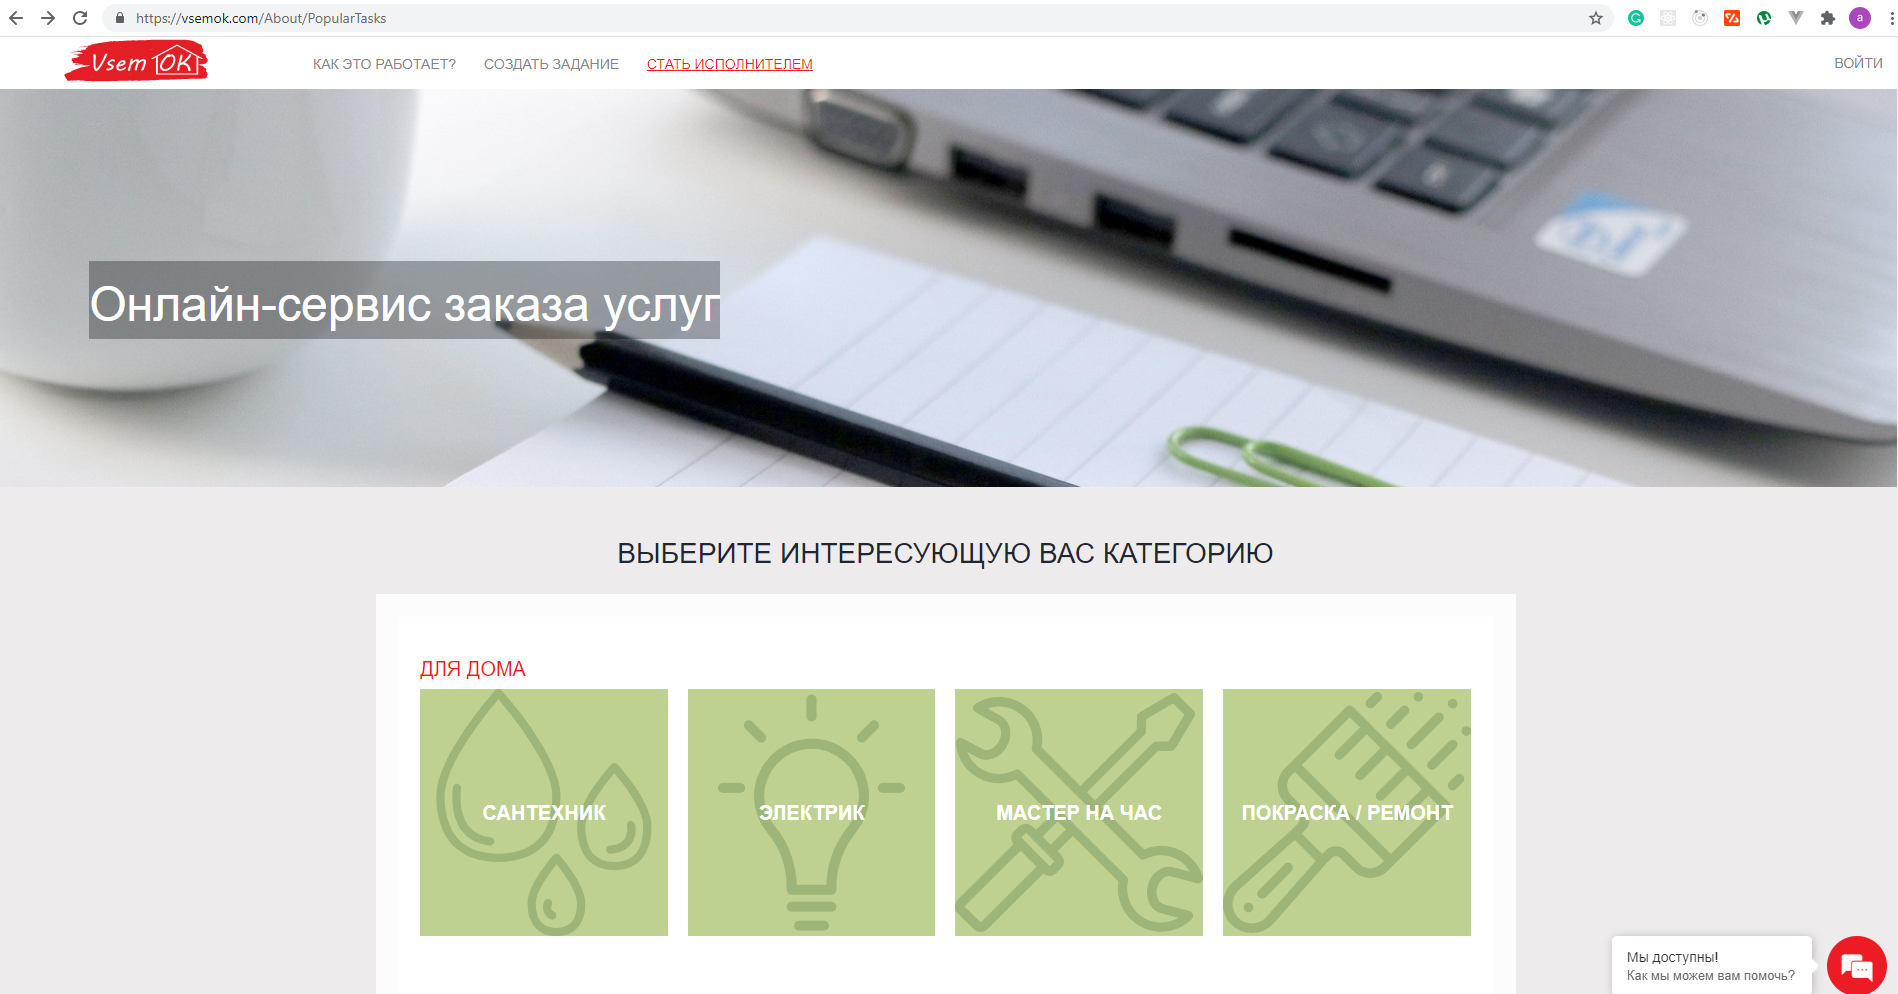 https://vsemok.com/About/PopularTasks
a
Vsem OK
КАК ЭТО РАБОТАЕТ?
СОЗДАТЬ ЗАДАНИЕ
СТАТЬ ИСПОЛНИТЕЛЕМ
ВОЙТИ
Онлайн-сервис заказа услуг
ВЫБЕРИТЕ ИНТЕРЕСУЮЩУЮ ВАС КАТЕГОРИЮ
ДЛЯ ДОМА
САНТЕХНИК
ЭЛЕКТРИК
МАСТЕР НА ЧАС
ПОКРАСКА / РЕМОНТ
Мы доступны!
Как мы можем вам помочь?